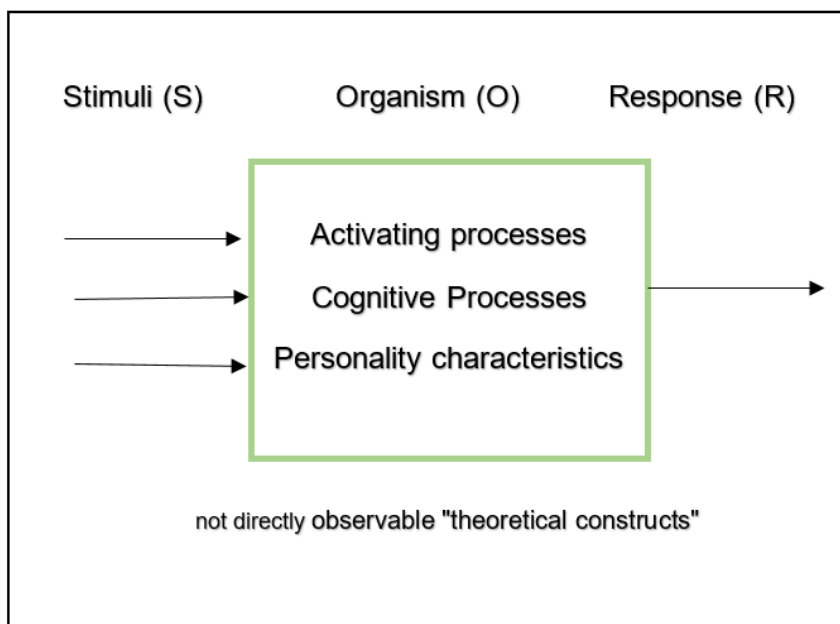 Stimuli (S) Organism (O) Response (R)
Activating processes
Cognitive Processes
Personality characteristics
not directly observable "theoretical constructs"